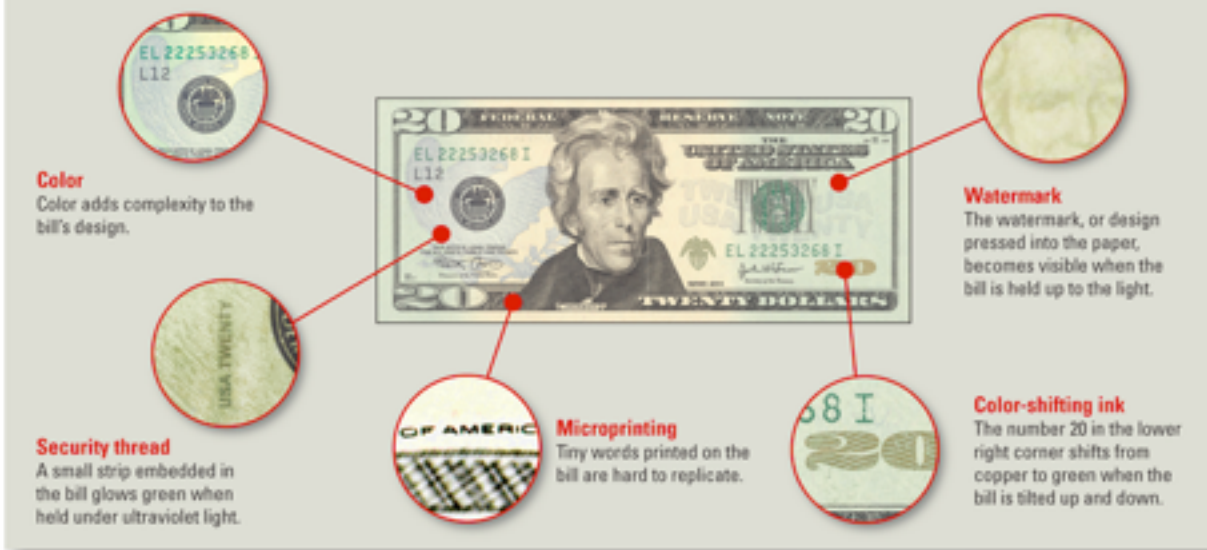 EL 22253268
L12
Color
Color adds complexity to the
bill's design.
20 FEDERAL RESERVE NOTE 20
THE
UNITED STATES
OF AMERICA
EL 22253268 I
L12
TWENTY USA
USA TWENTY
EL 22253268 I
20
20 TWENTY DOLLARS
Watermark
The watermark, or design
pressed into the paper,
becomes visible when the
bill is held up to the light.
USA TWENTY
Security thread
A small strip embedded in
the bill glows green when
held under ultraviolet light.
OF AMERIC
Microprinting
Tiny words printed on the
bill are hard to replicate.
68 I
20
Color-shifting ink
The number 20 in the lower
right corner shifts from
copper to green when the
bill is tilted up and down.